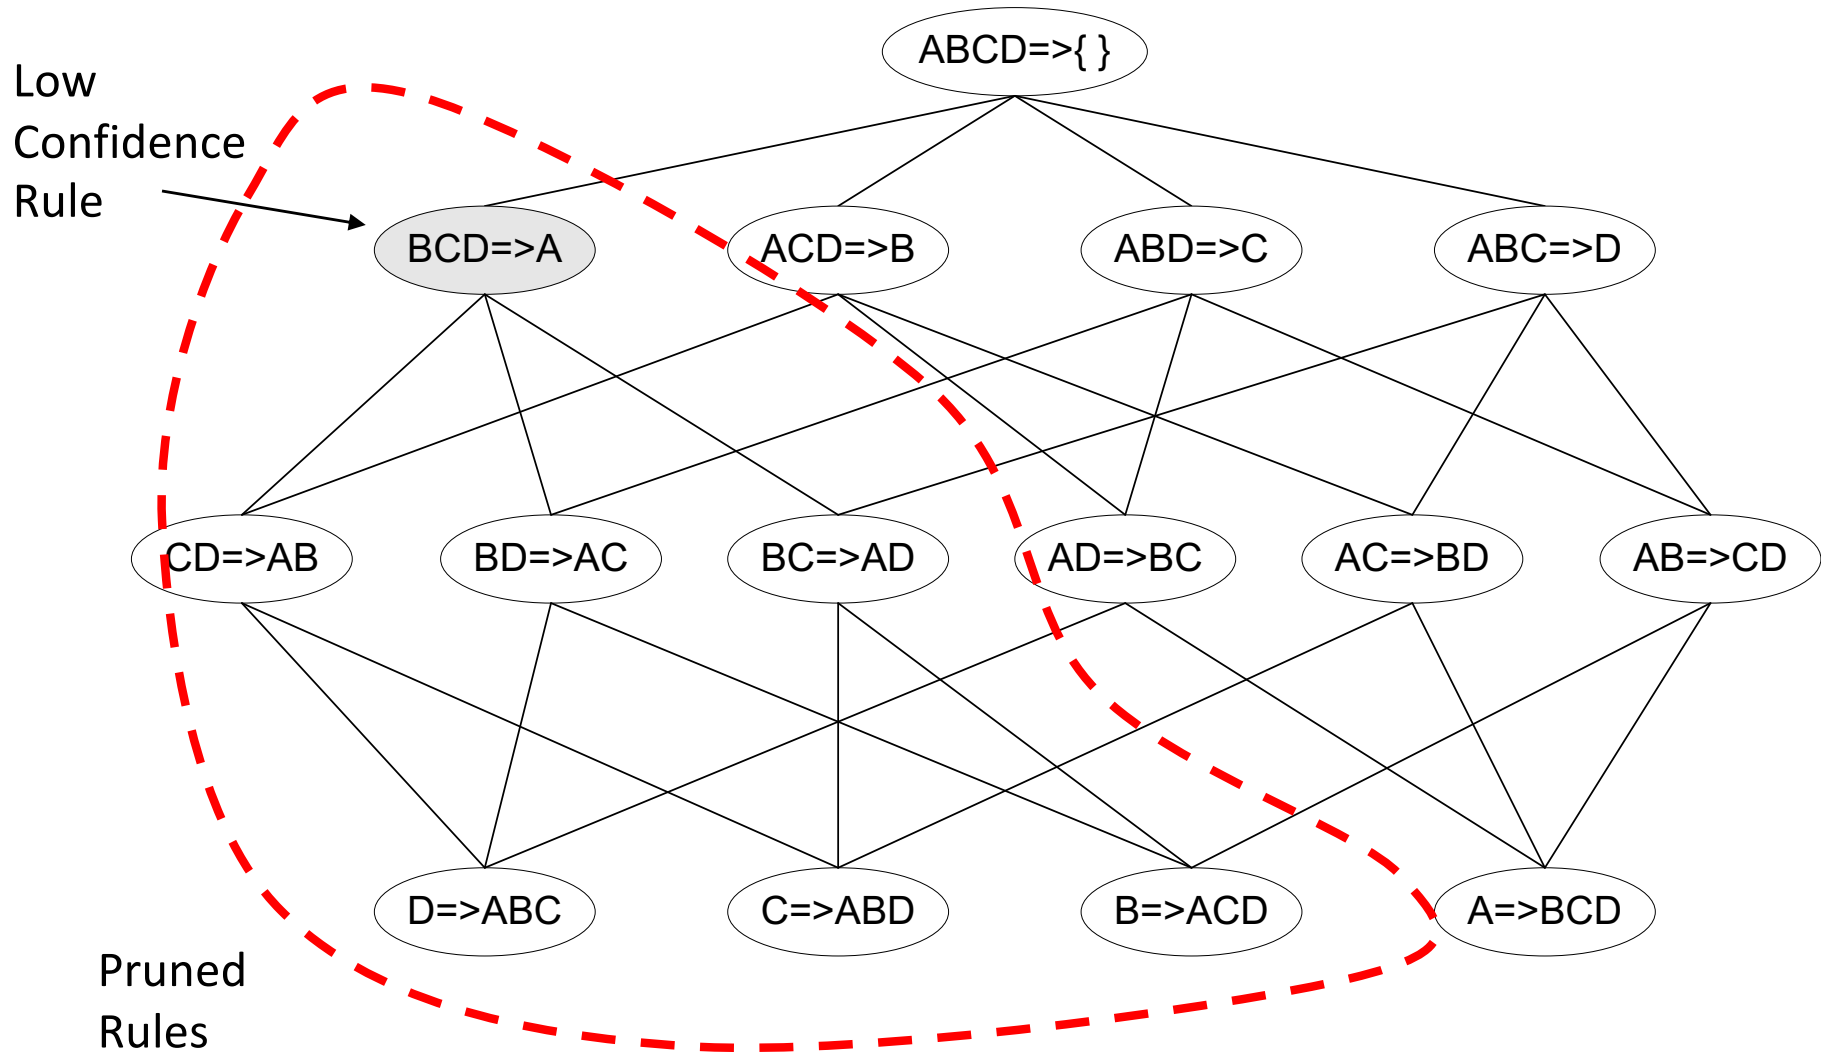 ABCD=>{ }
Low
Confidence
Rule
BCD=>A
ACD=>B
ABD=>C
ABC=>D
CD=>AB
BD=>AC
BC=>AD
AD=>BC
AC=>BD
AB=>CD
D=>ABC
C=>ABD
B=>ACD
A=>BCD
Pruned
Rules